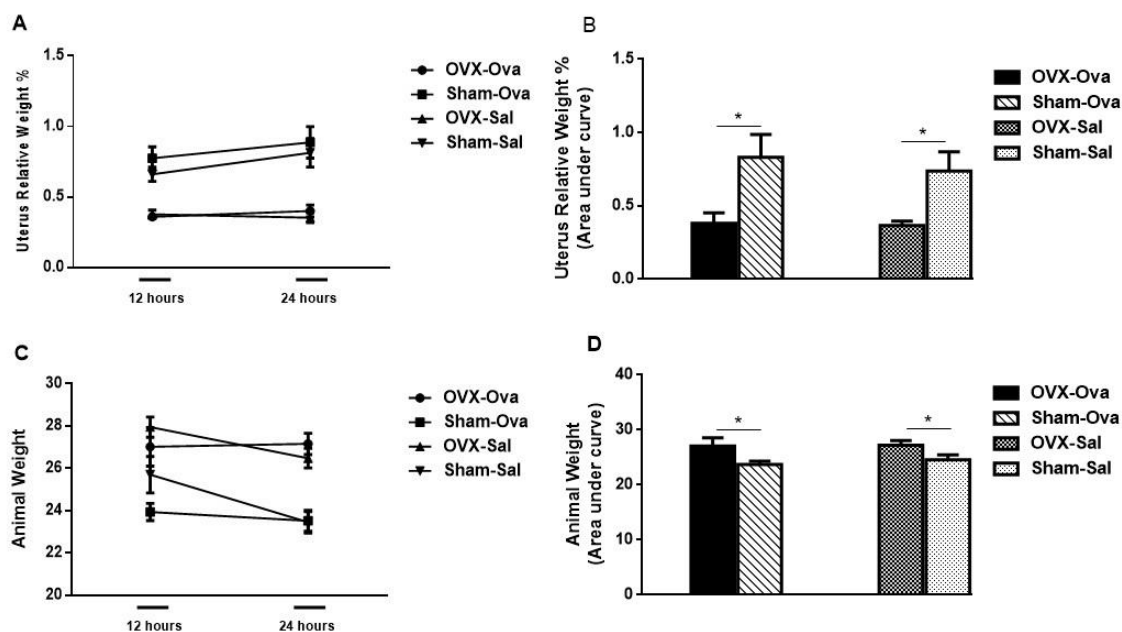 A
Uterus Relative Weight %
1.5
1.0
0.5
0.0
12 hours
24 hours
OVX-Ova
Sham-Ova
OVX-Sal
Sham-Sal
B
Uterus Relative Weight %
(Area under curve)
1.5
1.0
0.5
0.0
*
*
OVX-Ova
Sham-Ova
OVX-Sal
Sham-Sal
C
Animal Weight
30
28
26
24
22
20
12 hours
24 hours
OVX-Ova
Sham-Ova
OVX-Sal
Sham-Sal
D
Animal Weight
(Area under curve)
40
30
20
10
0
*
*
OVX-Ova
Sham-Ova
OVX-Sal
Sham-Sal